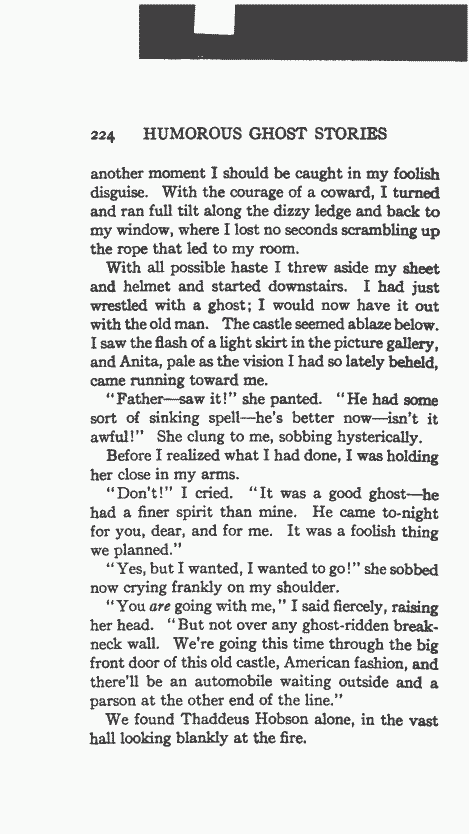 224 HUMOROUS GHOST STORIES
another moment I should be caught in my foolish
disguise. With the courage of a coward, I turned
and ran full tilt along the dizzy ledge and back to
my window, where I lost no seconds scrambling up
the rope that led to my room.
With all possible haste I threw aside my sheet
and helmet and started downstairs. I had just
wrestled with a ghost; I would now have it out
with the old man. The castle seemed ablaze below.
I saw the flash of a light skirt in the picture gallery,
and Anita, pale as the vision I had so lately beheld,
came running toward me.
"Father—saw it!" she panted. "He had some
sort of sinking spell—he's better now—isn't it
awful!" She clung to me, sobbing hysterically.
Before I realized what I had done, I was holding
her close in my arms.
"Don't!" I cried. "It was a good ghost—he
had a finer spirit than mine. He came to-night
for you, dear, and for me. It was a foolish thing
we planned."
"Yes, but I wanted, I wanted to go!" she sobbed
now crying frankly on my shoulder.
"You are going with me," I said fiercely, raising
her head. "But not over any ghost-ridden break-
neck wall. We're going this time through the big
front door of this old castle, American fashion, and
there'll be an automobile waiting outside and a
parson at the other end of the line."
We found Thaddeus Hobson alone, in the vast
hall looking blankly at the fire.